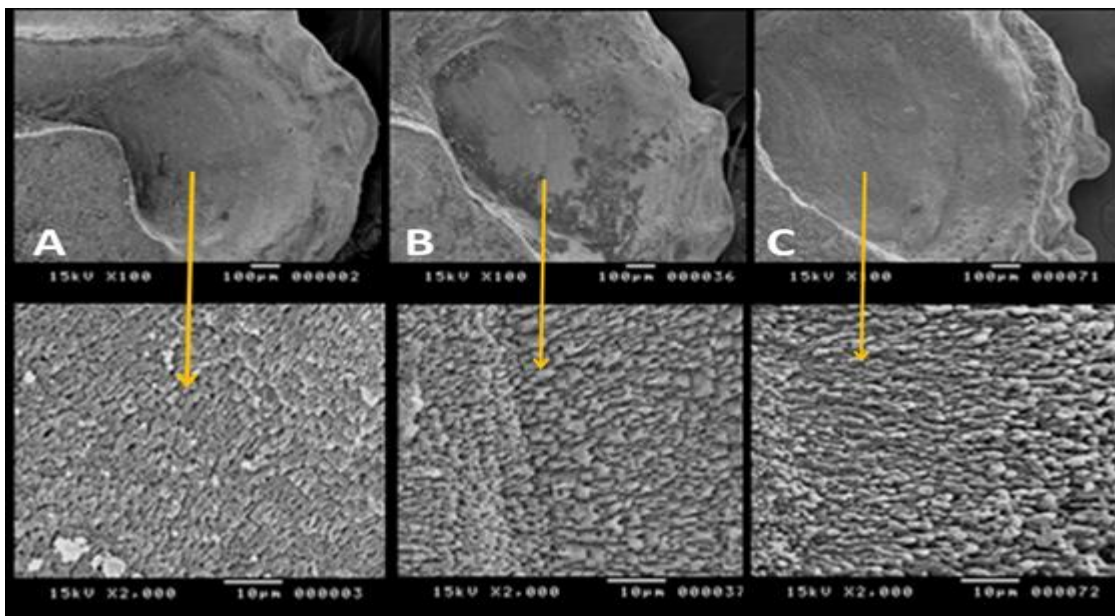 A
B
C
15kV X100 100µm 000002
15kV X100 100µm 000036
15kV X100 100µm 000071
15kV X2,000 10µm 000003
15kV X2,000 10µm 000037
15kV X2,000 10µm 000072